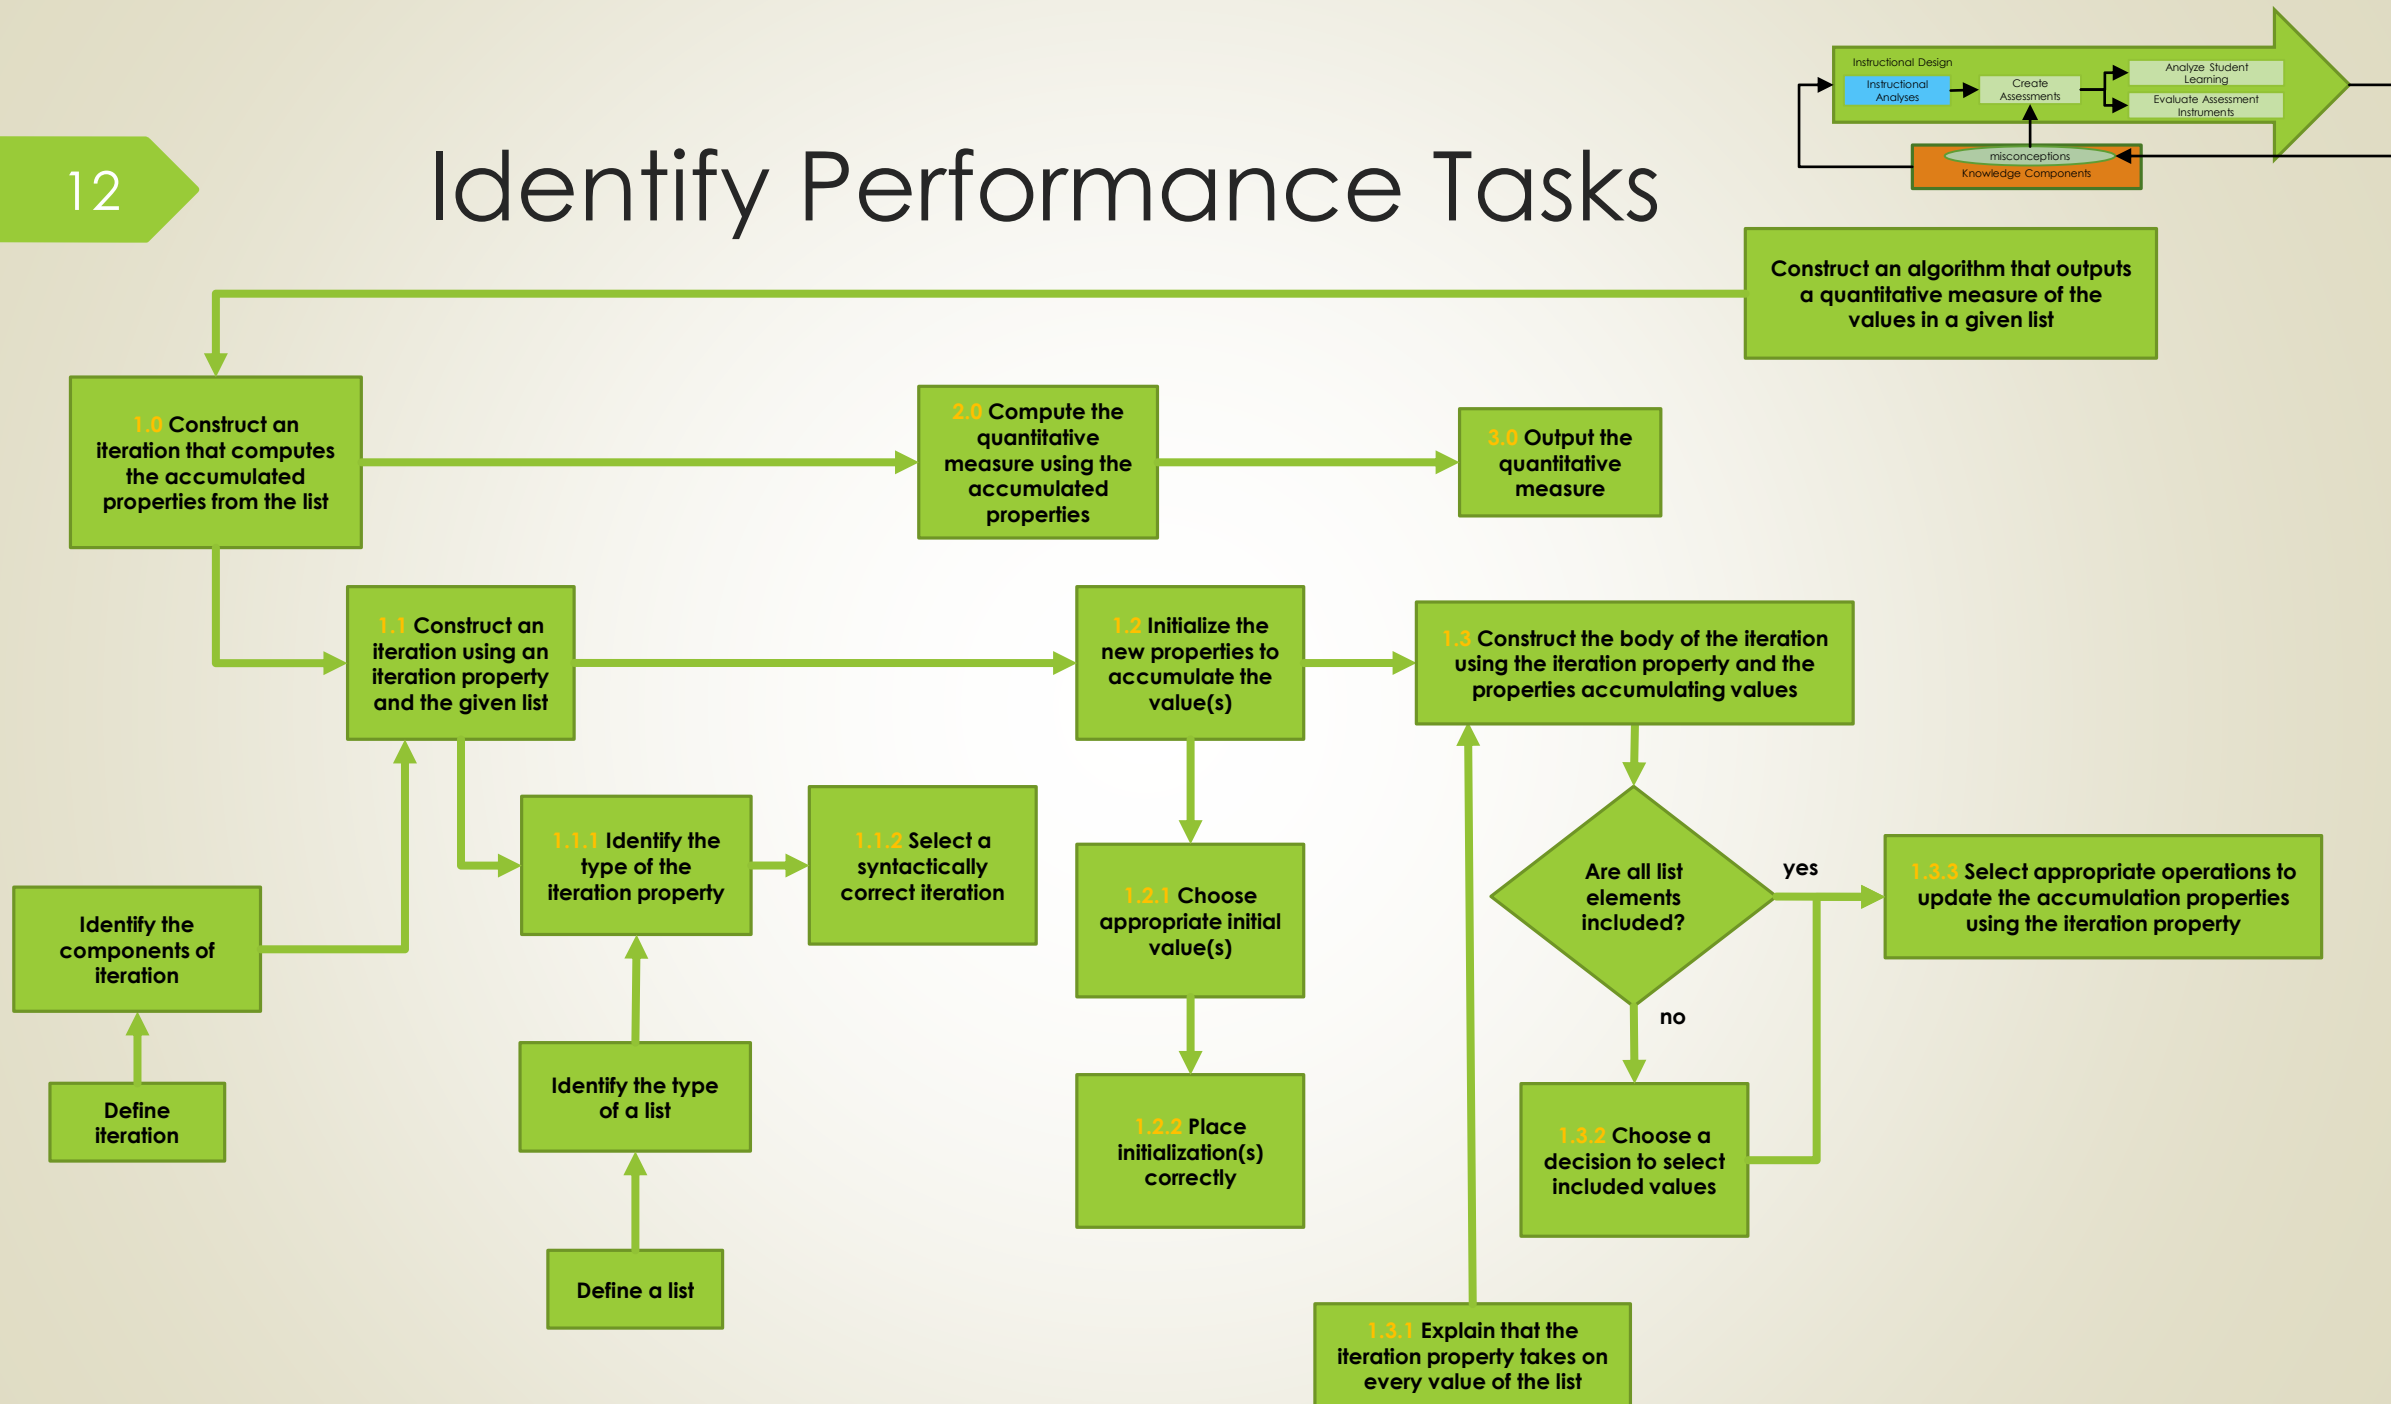 12
Identify Performance Tasks
Instructional Design
Instructional
Analyses
Create
Assessments
Analyze Student
Learning
Evaluate Assessment
Instruments
misconceptions
Knowledge Components
Construct an algorithm that outputs
a quantitative measure of the
values in a given list
1.0 Construct an
iteration that computes
the accumulated
properties from the list
2.0 Compute the
quantitative
measure using the
accumulated
properties
3.0 Output the
quantitative
measure
1.1 Construct an
iteration using an
iteration property
and the given list
1.2 Initialize the
new properties to
accumulate the
value(s)
1.3 Construct the body of the iteration
using the iteration property and the
properties accumulating values
1.1.1 Identify the
type of the
iteration property
1.1.2 Select a
syntactically
correct iteration
1.2.1 Choose
appropriate initial
value(s)
Are all list
elements
included?
yes
1.3.3 Select appropriate operations to
update the accumulation properties
using the iteration property
Identify the
components of
iteration
no
Define
iteration
Identify the type
of a list
1.2.2 Place
initialization(s)
correctly
1.3.2 Choose a
decision to select
included values
Define a list
1.3.1 Explain that the
iteration property takes on
every value of the list